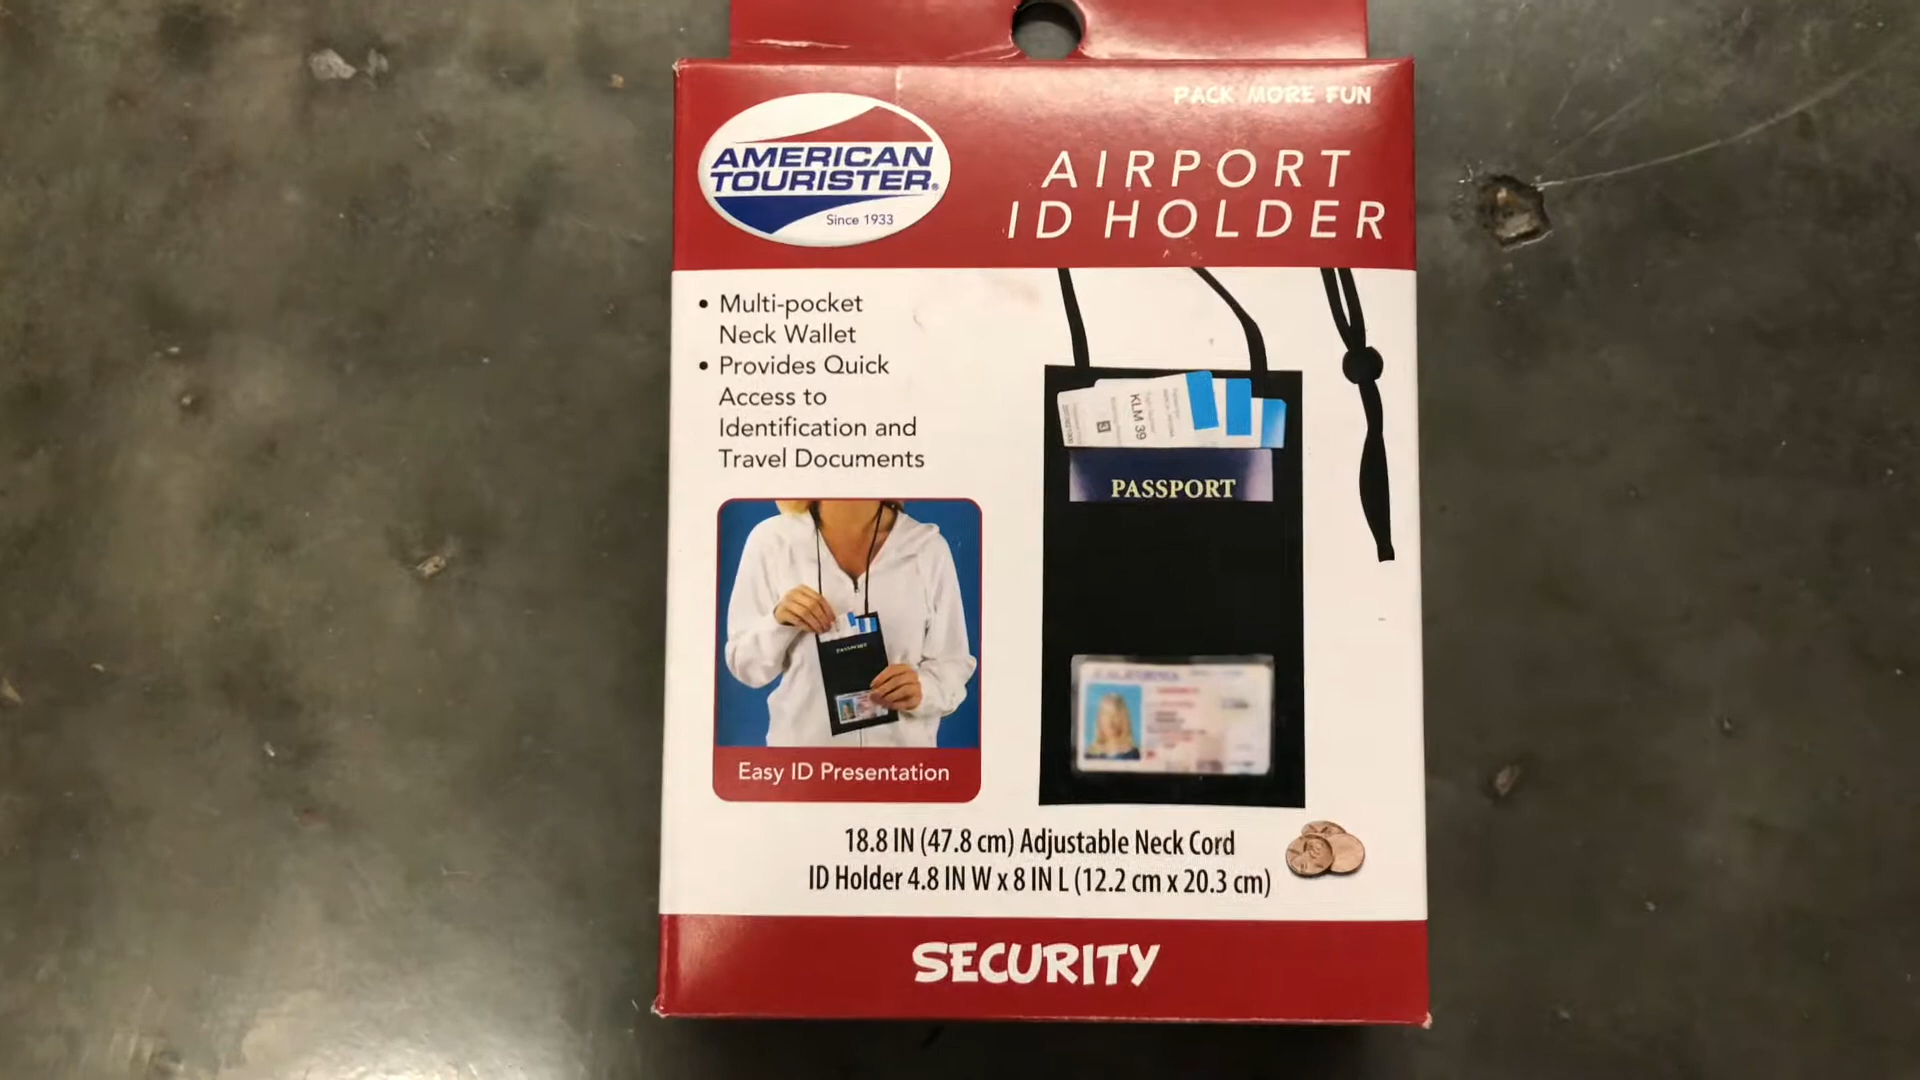 PACK MORE FUN
AMERICAN
TOURISTER®
Since 1933
AIRPORT
ID HOLDER
• Multi-pocket
Neck Wallet
• Provides Quick
Access to
Identification and
Travel Documents
KLM 39
PASSPORT
PASSPORT
CALIFORNIA
Easy ID Presentation
18.8 IN (47.8 cm) Adjustable Neck Cord
ID Holder 4.8 IN W x 8 IN L (12.2 cm x 20.3 cm)
SECURITY